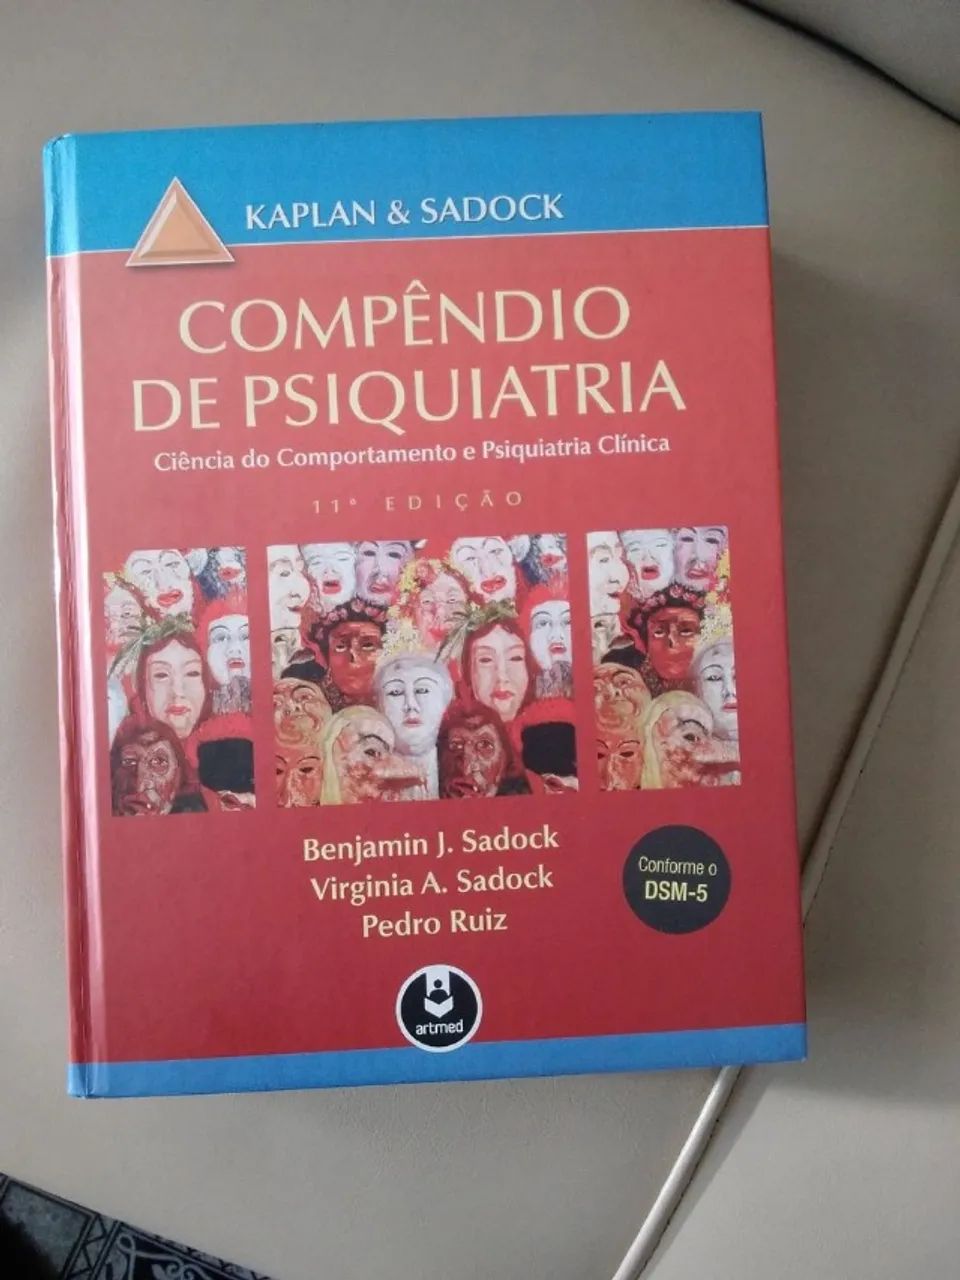 KAPLAN & SADOCK
COMPÊNDIO
DE PSIQUIATRIA
Ciência do Comportamento e Psiquiatria Clínica
11ª EDIÇÃO
Benjamin J. Sadock
Virginia A. Sadock
Pedro Ruiz
Conforme o
DSM-5
artmed